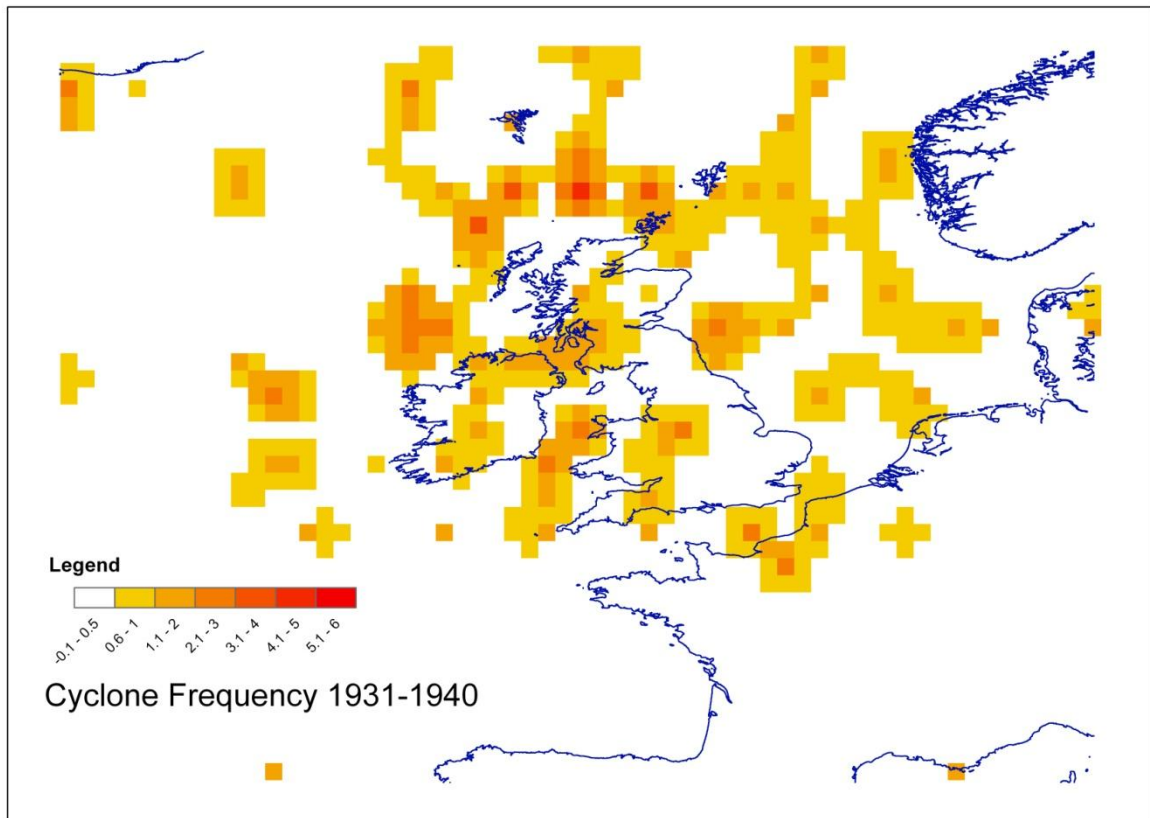 Legend
-0.1 - 0.5
0.6 - 1
1.1 - 2
2.1 - 3
3.1 - 4
4.1 - 5
5.1 - 6
Cyclone Frequency 1931-1940